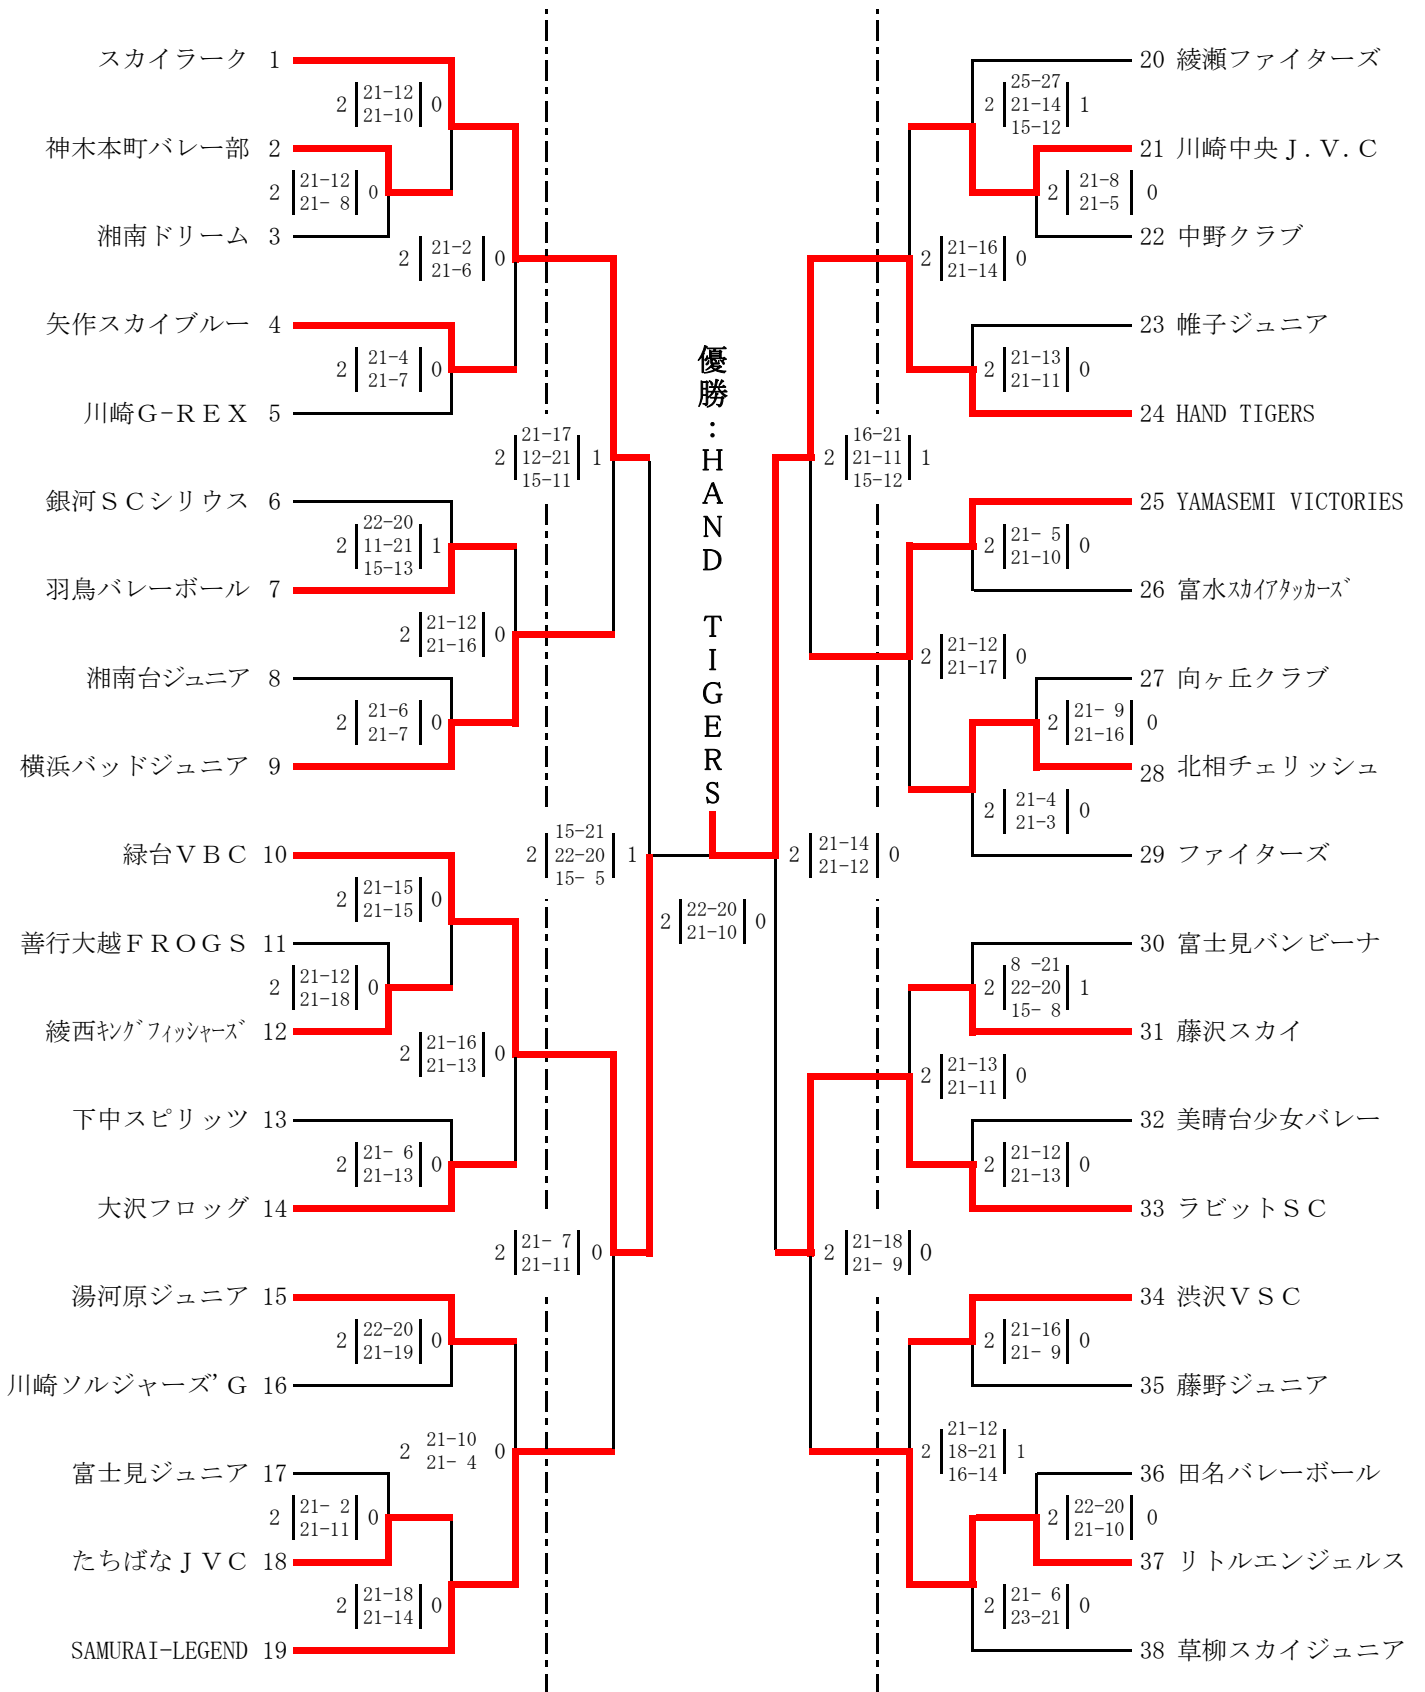 スカイラーク 1
2 21-12 0
21-10
神木本町バレー部 2
2 21-12 0
21- 8
湘南ドリーム 3
2 21-2 0
21-6
矢作スカイブルー 4
2 21-4 0
21-7
川崎G-REX 5
2 21-17 1
12-21
15-11
銀河SCシリウス 6
2 22-20 1
11-21
15-13
羽鳥バレーボール 7
2 21-12 0
21-16
湘南台ジュニア 8
2 21-6 0
21-7
横浜バッドジュニア 9
2 15-21 1
22-20
15- 5
緑台VBC 10
2 21-15 0
21-15
善行大越FROGS 11
2 21-12 0
21-18
綾西キングフィッシャーズ 12
2 21-16 0
21-13
下中スピリッツ 13
2 21- 6 0
21-13
大沢フロッグ 14
2 21- 7 0
21-11
湯河原ジュニア 15
2 22-20 0
21-19
川崎ソルジャーズ'G 16
2 21-10 0
21- 4
富士見ジュニア 17
2 21- 2 0
21-11
たちばなJVC 18
2 21-18 0
21-14
SAMURAI-LEGEND 19
優勝:HAND TIGERS
2 22-20 0
21-10
20 綾瀬ファイターズ
2 25-27 1
21-14
15-12
21 川崎中央J.V.C
2 21-8 0
21-5
22 中野クラブ
2 21-16 0
21-14
23 帷子ジュニア
2 21-13 0
21-11
24 HAND TIGERS
2 16-21 1
21-11
15-12
25 YAMASEMI VICTORIES
2 21- 5 0
21-10
26 富水スカイアタッカーズ
2 21-12 0
21-17
27 向ヶ丘クラブ
2 21- 9 0
21-16
28 北相チェリッシュ
2 21-4 0
21-3
29 ファイターズ
2 21-14 0
21-12
30 富士見バンビーナ
2 8 -21 1
22-20
15- 8
31 藤沢スカイ
2 21-13 0
21-11
32 美晴台少女バレー
2 21-12 0
21-13
33 ラビットSC
2 21-18 0
21- 9
34 渋沢VSC
2 21-16 0
21- 9
35 藤野ジュニア
2 21-12 1
18-21
16-14
36 田名バレーボール
2 22-20 0
21-10
37 リトルエンジェルス
2 21- 6 0
23-21
38 草柳スカイジュニア